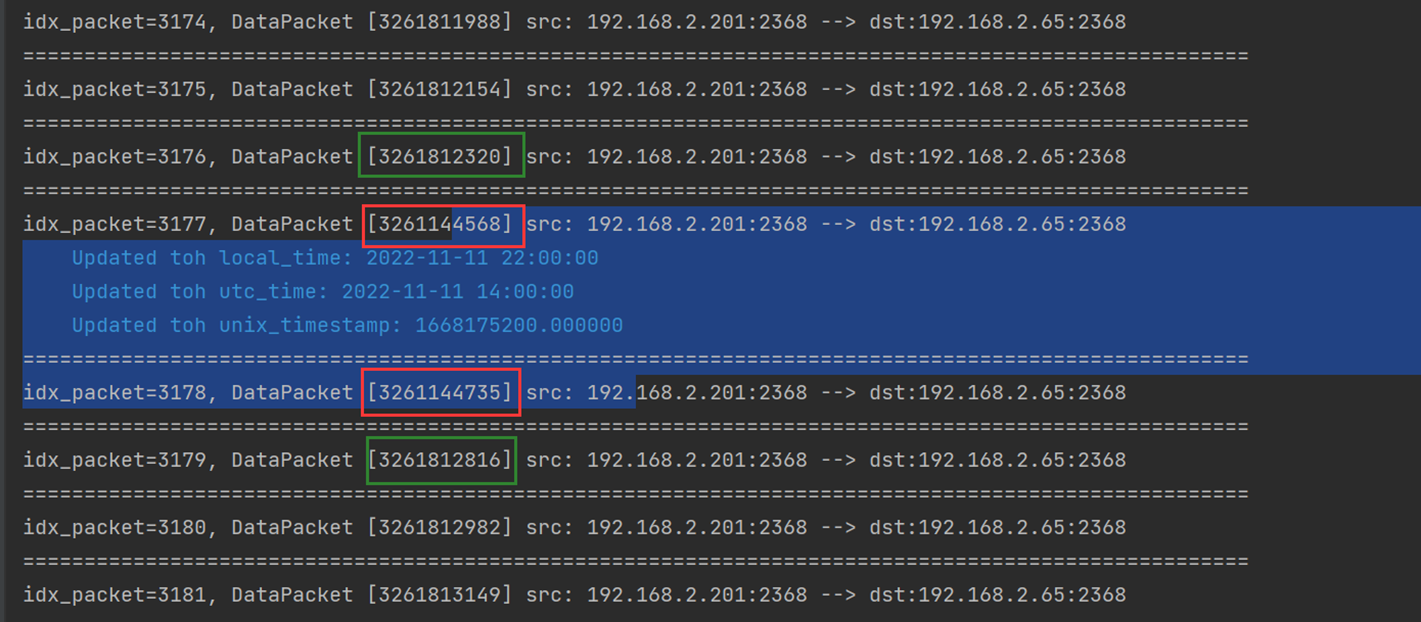 idx_packet=3174, DataPacket [3261811988] src: 192.168.2.201:2368 --> dst:192.168.2.65:2368
====================================================================================================
idx_packet=3175, DataPacket [3261812154] src: 192.168.2.201:2368 --> dst:192.168.2.65:2368
====================================================================================================
idx_packet=3176, DataPacket [3261812320] src: 192.168.2.201:2368 --> dst:192.168.2.65:2368
====================================================================================================
idx_packet=3177, DataPacket [3261144568] src: 192.168.2.201:2368 --> dst:192.168.2.65:2368
    Updated toh local_time: 2022-11-11 22:00:00
    Updated toh utc_time: 2022-11-11 14:00:00
    Updated toh unix_timestamp: 1668175200.000000
====================================================================================================
idx_packet=3178, DataPacket [3261144735] src: 192.168.2.201:2368 --> dst:192.168.2.65:2368
====================================================================================================
idx_packet=3179, DataPacket [3261812816] src: 192.168.2.201:2368 --> dst:192.168.2.65:2368
====================================================================================================
idx_packet=3180, DataPacket [3261812982] src: 192.168.2.201:2368 --> dst:192.168.2.65:2368
====================================================================================================
idx_packet=3181, DataPacket [3261813149] src: 192.168.2.201:2368 --> dst:192.168.2.65:2368